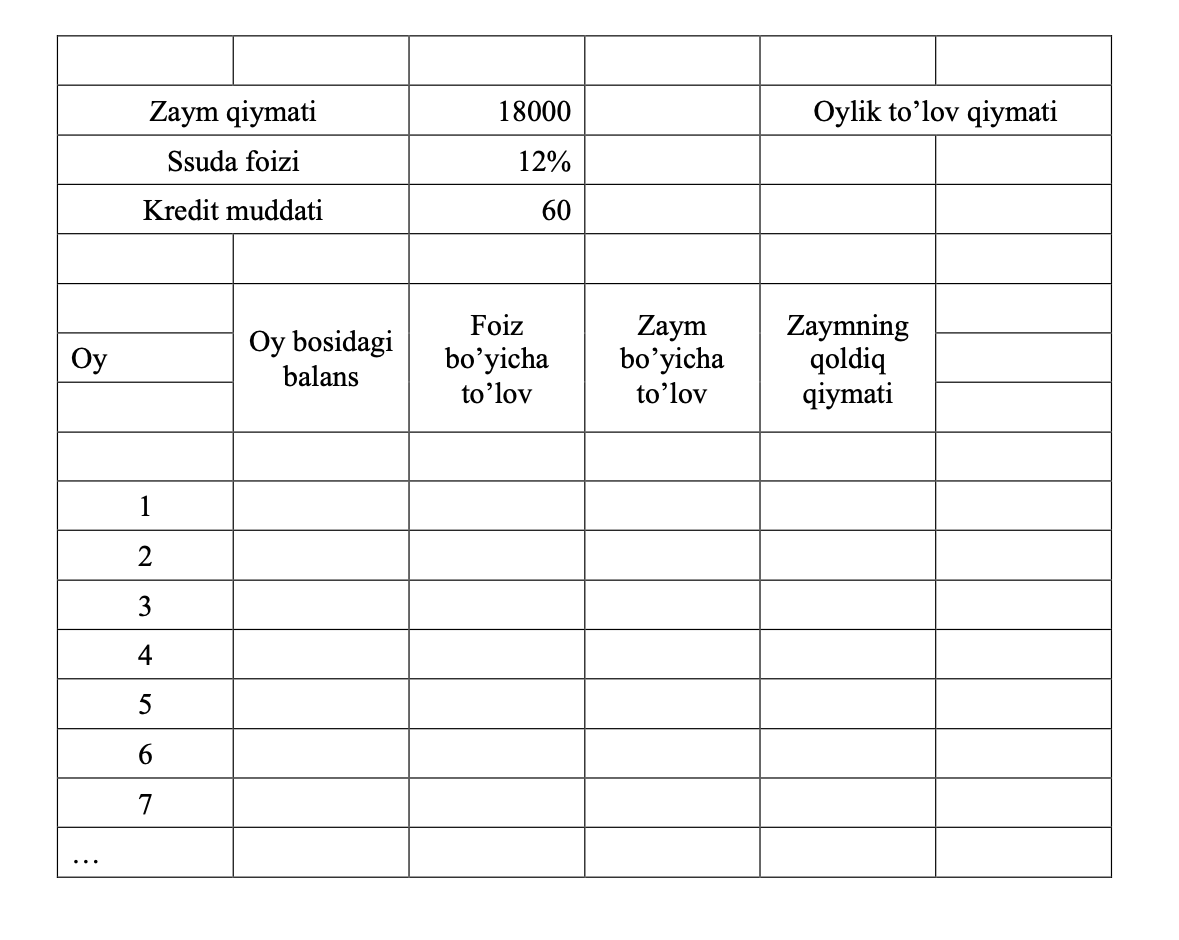 Zaym qiymati 18000 Oylik to’lov qiymati
Ssuda foizi 12%
Kredit muddati 60
Oy
Oy bosidagi
balans
Foiz
bo’yicha
to’lov
Zaym
bo’yicha
to’lov
Zaymning
qoldiq
qiymati
1
2
3
4
5
6
7
…